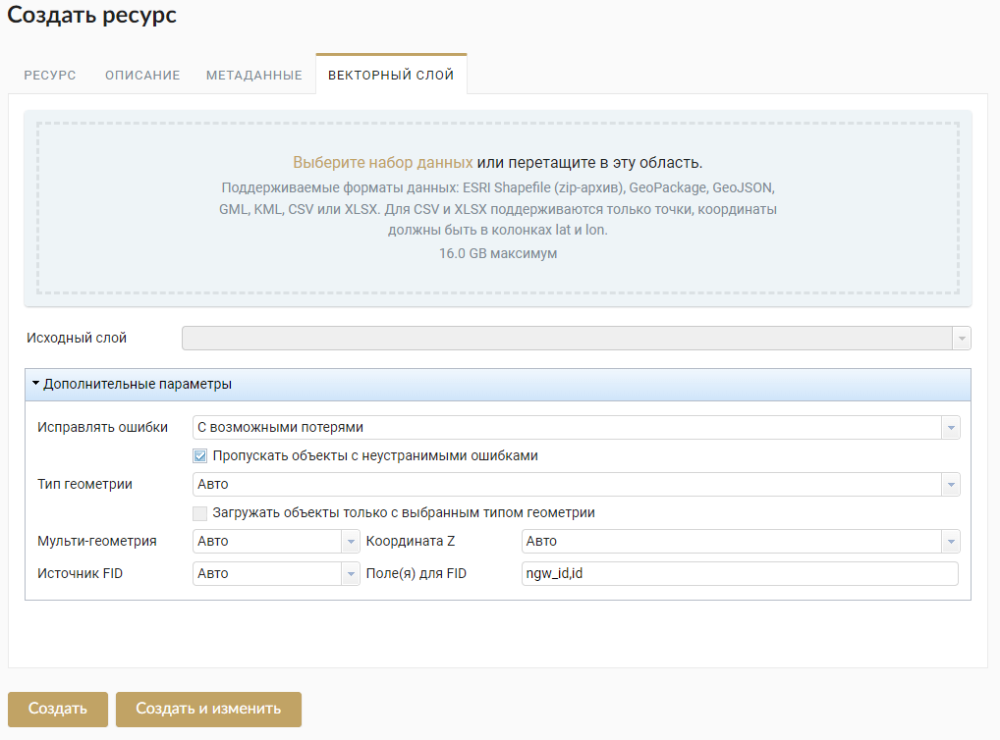 Создать ресурс
РЕСУРС ОПИСАНИЕ МЕТАДАННЫЕ ВЕКТОРНЫЙ СЛОЙ
Выберите набор данных или перетащите в эту область.
Поддерживаемые форматы данных: ESRI Shapefile (zip-архив), GeoPackage, GeoJSON,
GML, KML, CSV или XLSX. Для CSV и XLSX поддерживаются только точки, координаты
должны быть в колонках lat и lon.
16.0 GB максимум
Исходный слой
Дополнительные параметры
Исправлять ошибки С возможными потерями
Пропускать объекты с неустранимыми ошибками
Тип геометрии Авто
Загружать объекты только с выбранным типом геометрии
Мульти-геометрия Авто Координата Z Авто
Источник FID Авто Поле(я) для FID ngw_id,id
Создать Создать и изменить